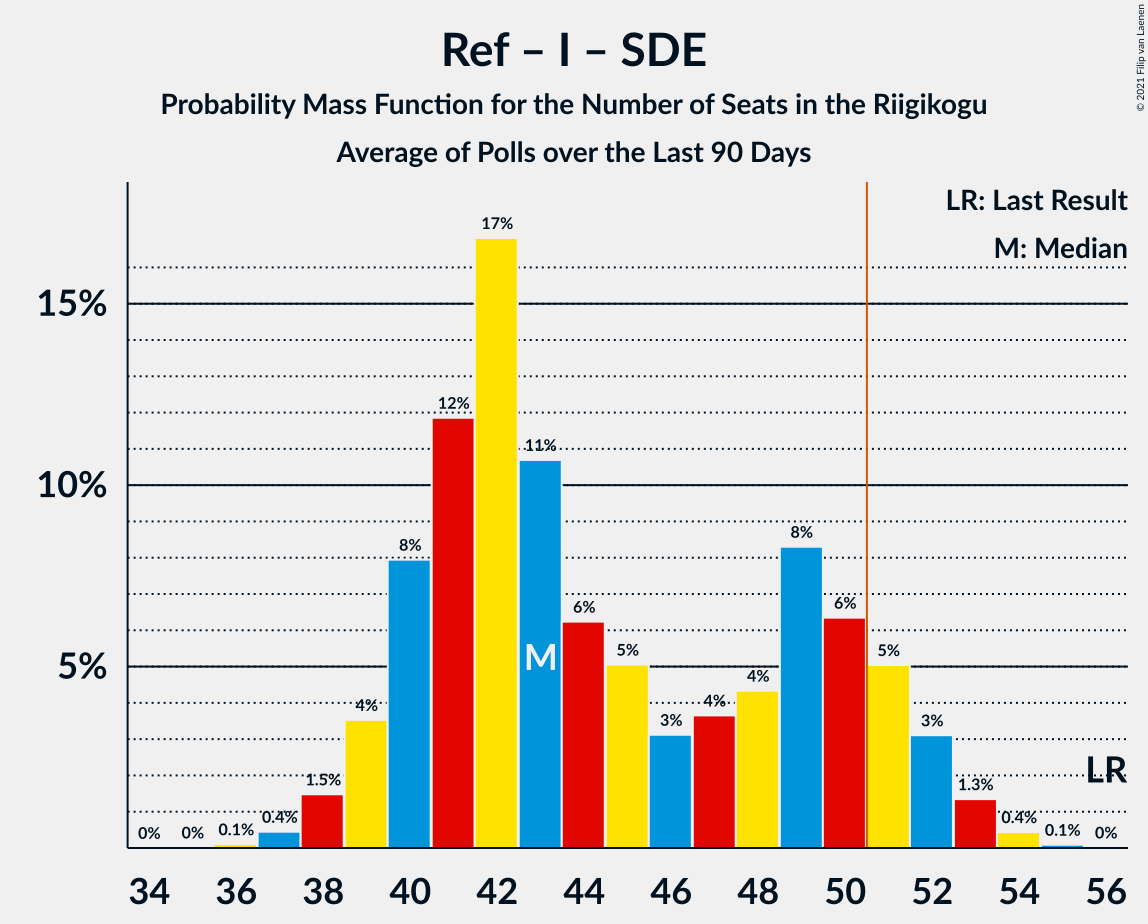 Ref – I – SDE
Probability Mass Function for the Number of Seats in the Riigikogu
Average of Polls over the Last 90 Days
© 2021 Filip van Laenen
LR: Last Result
M: Median
17%
15%
12%
11%
10%
8%
8%
6%
6%
M
5%
5%
5%
4%
4%
4%
3%
3%
LR
1.5%
1.3%
0.4%
0.4%
0%
0%
0.1%
0.1%
0%
34 36 38 40 42 44 46 48 50 52 54 56